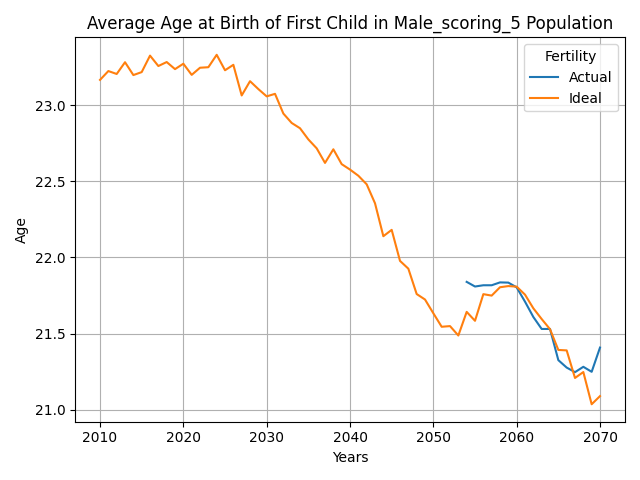 Average Age at Birth of First Child in Male_scoring_5 Population
Fertility
Actual
Ideal
Age
23.0
22.5
22.0
21.5
21.0
2010 2020 2030 2040 2050 2060 2070
Years